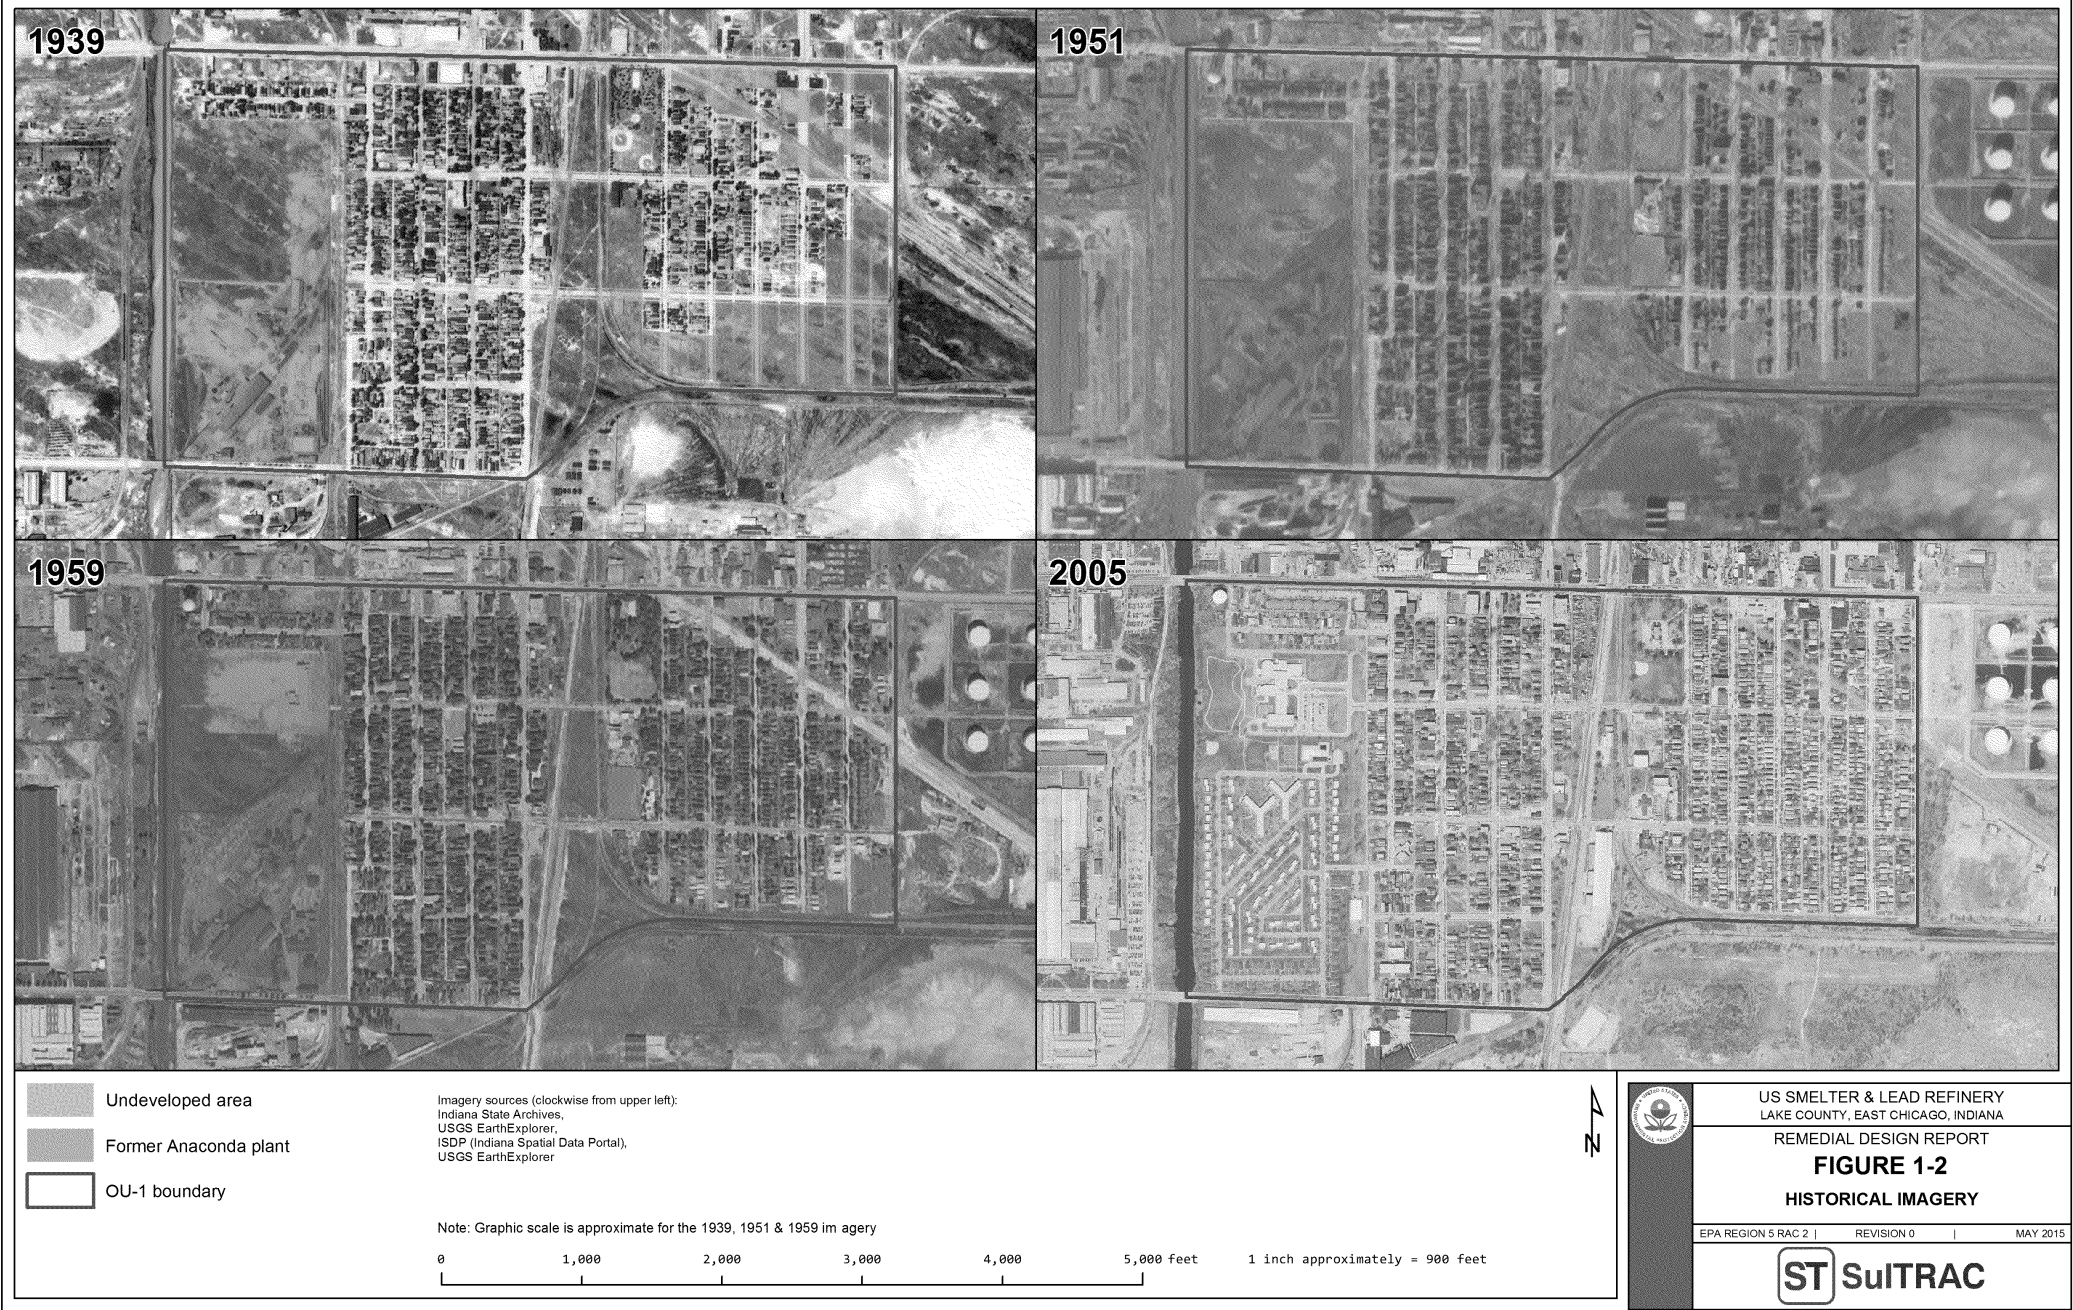 1939
1951
1959
2005
Undeveloped area
Former Anaconda plant
OU-1 boundary
Imagery sources (clockwise from upper left):
Indiana State Archives,
USGS EarthExplorer,
ISDP (Indiana Spatial Data Portal),
USGS EarthExplorer
Note: Graphic scale is approximate for the 1939, 1951 & 1959 im agery
0 1,000 2,000 3,000 4,000 5,000 feet
1 inch approximately = 900 feet
N
US SMELTER & LEAD REFINERY
LAKE COUNTY, EAST CHICAGO, INDIANA
REMEDIAL DESIGN REPORT
FIGURE 1-2
HISTORICAL IMAGERY
EPA REGION 5 RAC 2 | REVISION 0 | MAY 2015
ST SulTRAC